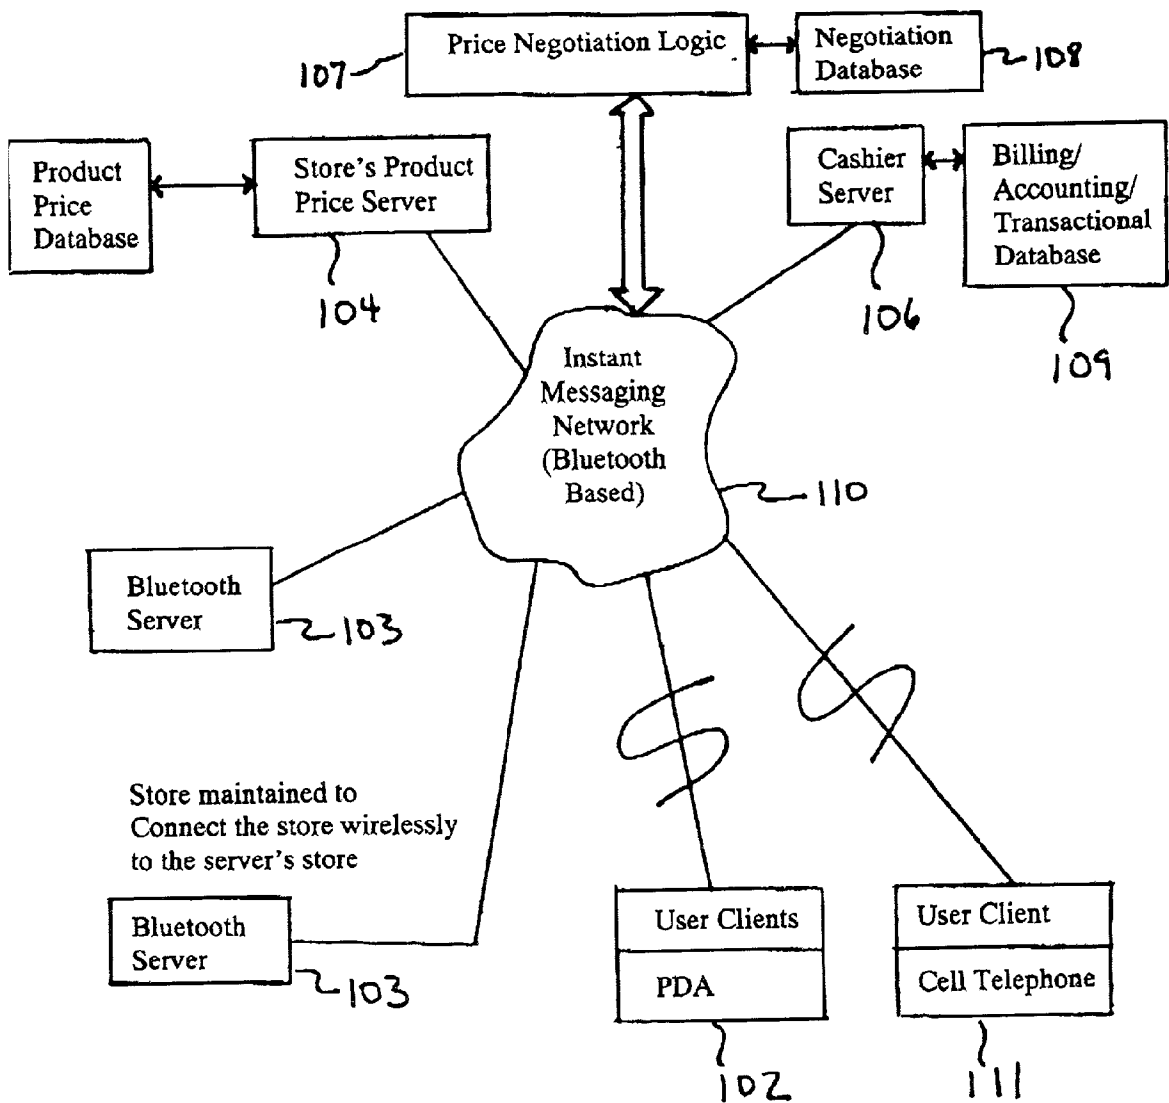 Price Negotiation Logic
107
Negotiation
Database
108
Product
Price
Database
Store's Product
Price Server
104
Cashier
Server
106
Billing/
Accounting/
Transactional
Database
109
Instant
Messaging
Network
(Bluetooth
Based)
110
Bluetooth
Server
103
Store maintained to
Connect the store wirelessly
to the server's store
Bluetooth
Server
103
User Clients
PDA
102
User Client
Cell Telephone
111